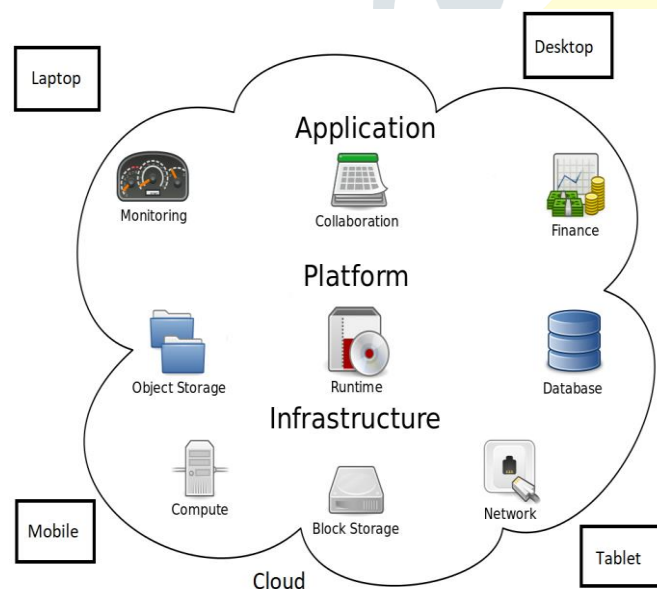 Laptop
Desktop
Application
Monitoring
Collaboration
Finance
Platform
Object Storage
Runtime
Database
Infrastructure
Compute
Block Storage
Network
Mobile
Tablet
Cloud